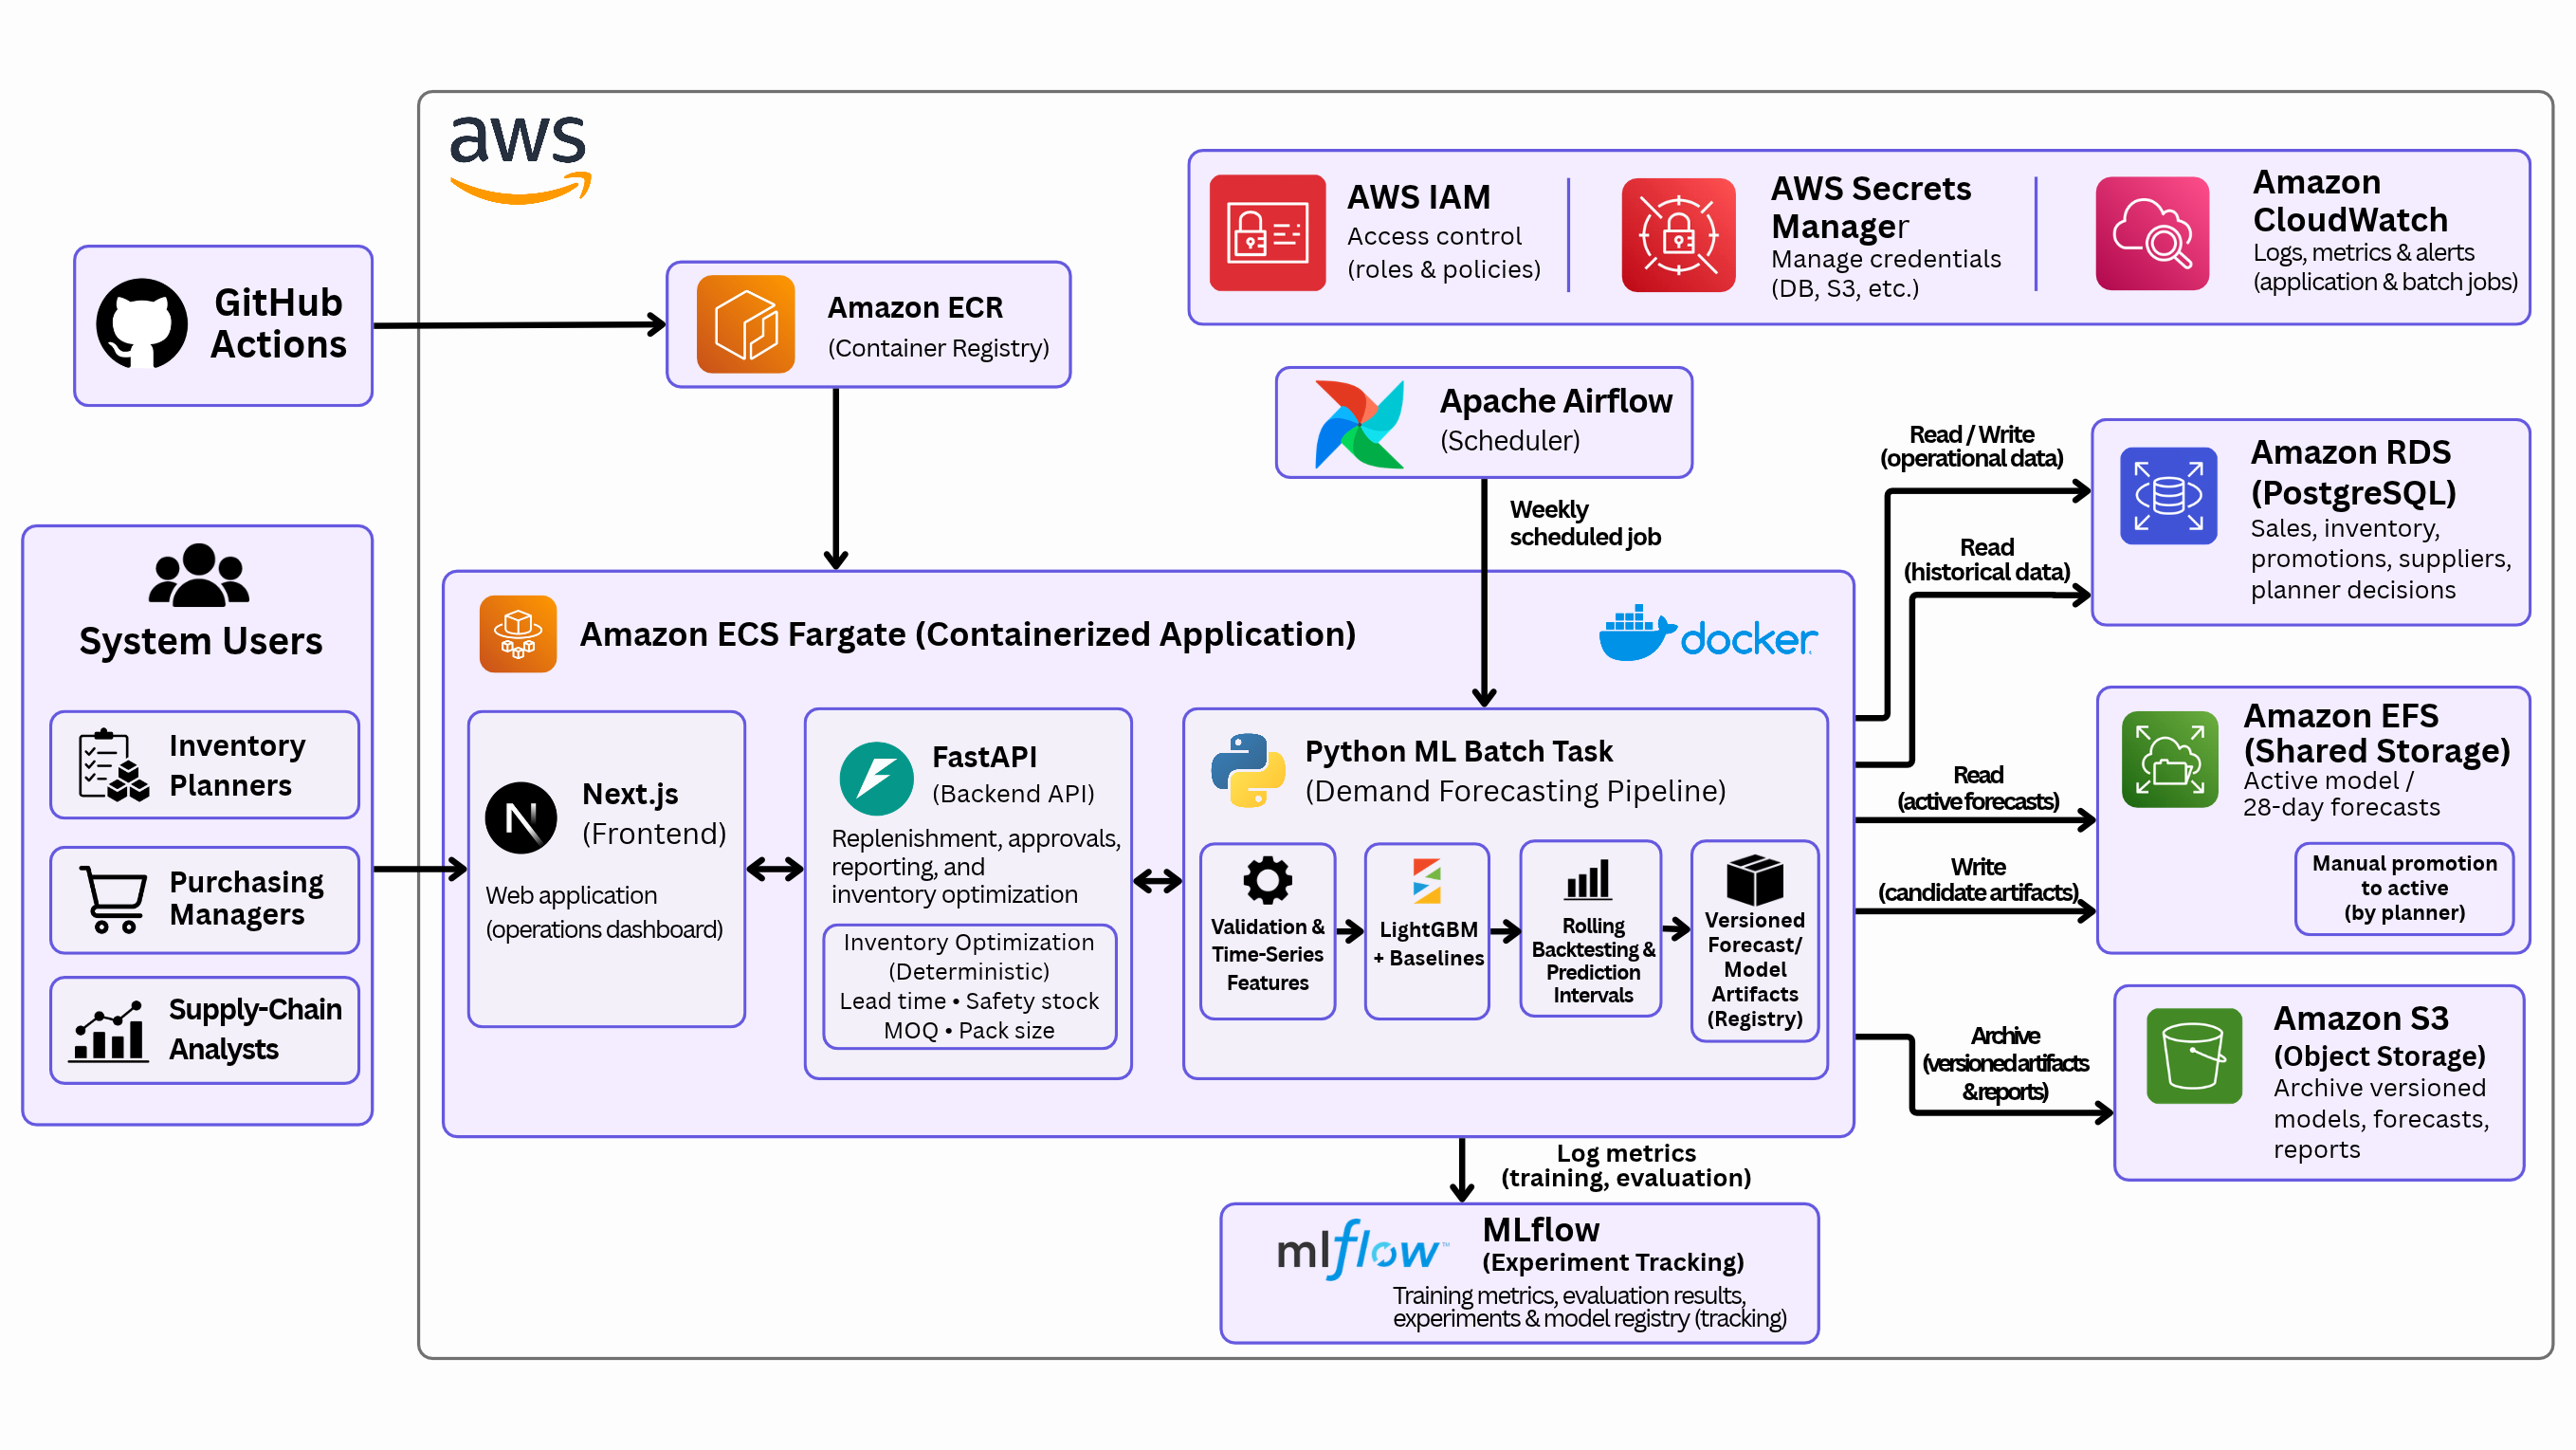 aws
GitHub
Actions
Amazon ECR
(Container Registry)
AWS IAM
Access control
(roles & policies)
AWS Secrets
Manager
Manage credentials
(DB, S3, etc.)
Amazon
CloudWatch
Logs, metrics & alerts
(application & batch jobs)
Apache Airflow
(Scheduler)
Weekly
scheduled job
System Users
Inventory
Planners
Purchasing
Managers
Supply-Chain
Analysts
Amazon ECS Fargate (Containerized Application)
docker
Next.js
(Frontend)
Web application
(operations dashboard)
FastAPI
(Backend API)
Replenishment, approvals,
reporting, and
inventory optimization
Inventory Optimization
(Deterministic)
Lead time • Safety stock
MOQ • Pack size
Python ML Batch Task
(Demand Forecasting Pipeline)
Validation &
Time-Series
Features
LightGBM
+ Baselines
Rolling
Backtesting &
Prediction
Intervals
Versioned
Forecast/
Model
Artifacts
(Registry)
Read / Write
(operational data)
Read
(historical data)
Read
(active forecasts)
Write
(candidate artifacts)
Archive
(versioned artifacts
& reports)
Amazon RDS
(PostgreSQL)
Sales, inventory,
promotions, suppliers,
planner decisions
Amazon EFS
(Shared Storage)
Active model /
28-day forecasts
Manual promotion
to active
(by planner)
Amazon S3
(Object Storage)
Archive versioned
models, forecasts,
reports
Log metrics
(training, evaluation)
mlflow™
MLflow
(Experiment Tracking)
Training metrics, evaluation results,
experiments & model registry (tracking)